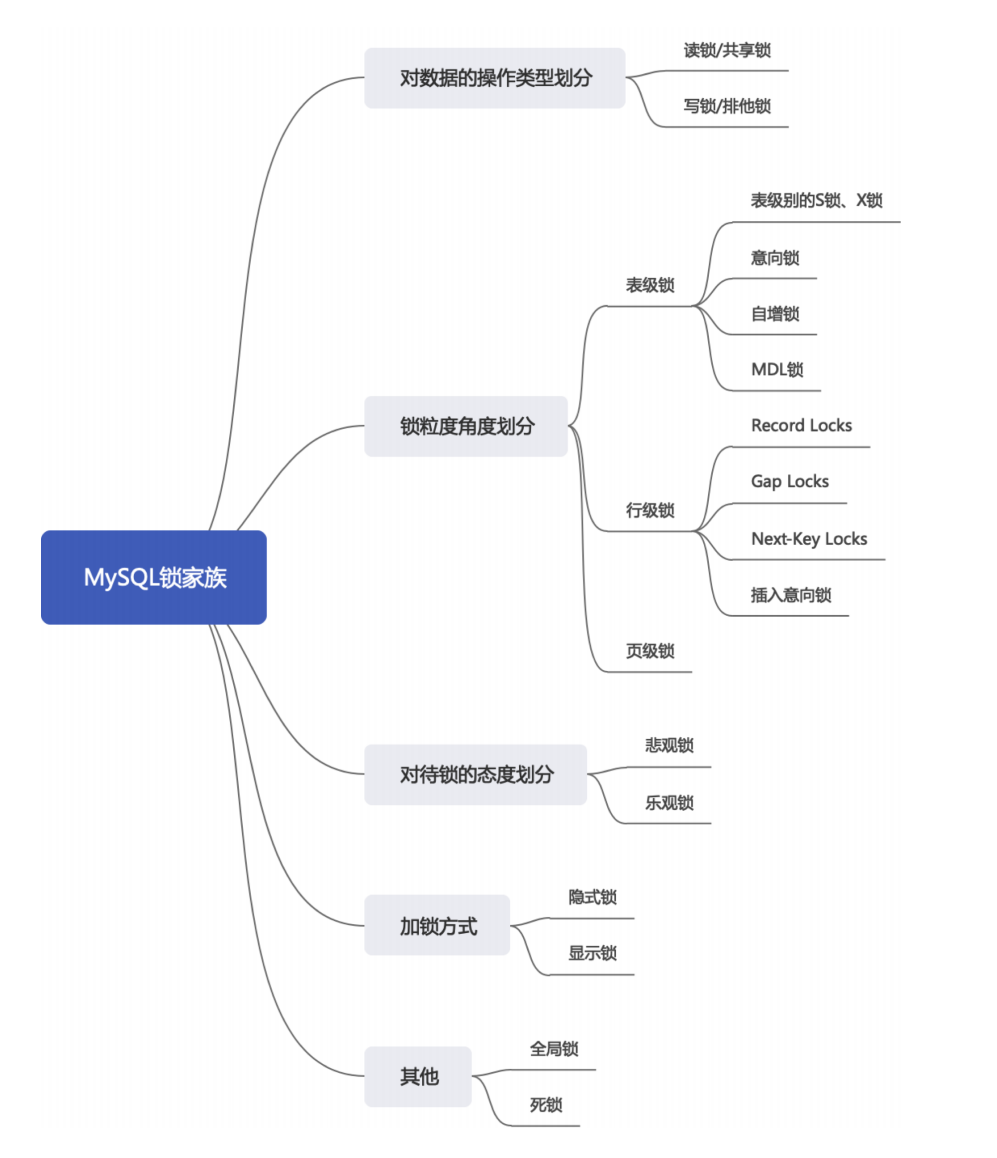 MySQL锁家族
对数据的操作类型划分
读锁/共享锁
写锁/排他锁
锁粒度角度划分
表级锁
表级别的S锁、X锁
意向锁
自增锁
MDL锁
行级锁
Record Locks
Gap Locks
Next-Key Locks
插入意向锁
页级锁
对待锁的态度划分
悲观锁
乐观锁
加锁方式
隐式锁
显示锁
其他
全局锁
死锁